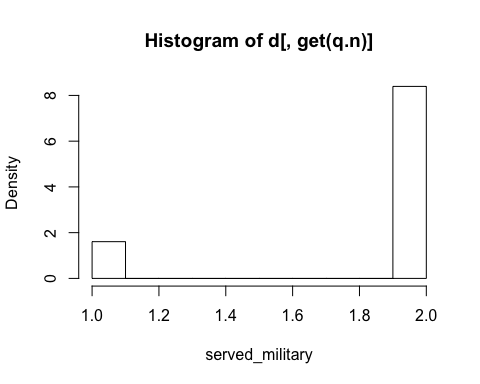 Histogram of d[, get(q.n)]
Density
8
6
4
2
0
1.0 1.2 1.4 1.6 1.8 2.0
served_military